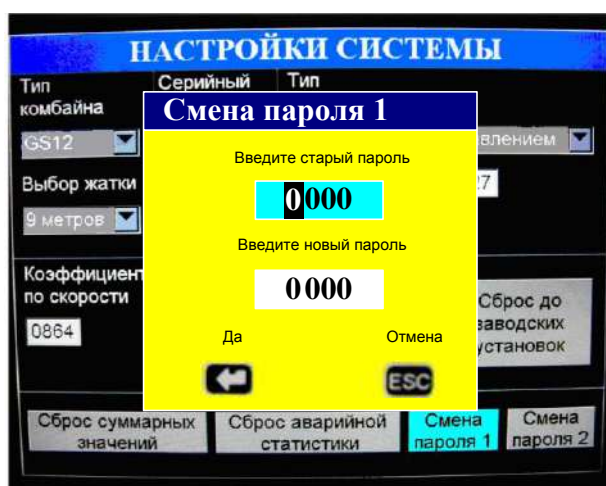 НАСТРОЙКИ СИСТЕМЫ
Тип
комбайна
Серийный
Тип
GS12
Выбор жатки
9 метров
Коэффициент
по скорости
0864
Смена пароля 1
Введите старый пароль
0000
Введите новый пароль
0000
Да
Отмена
ESC
влением
27
Сброс до
заводских
установок
Сброс суммарных
значений
Сброс аварийной
статистики
Смена
пароля 1
Смена
пароля 2